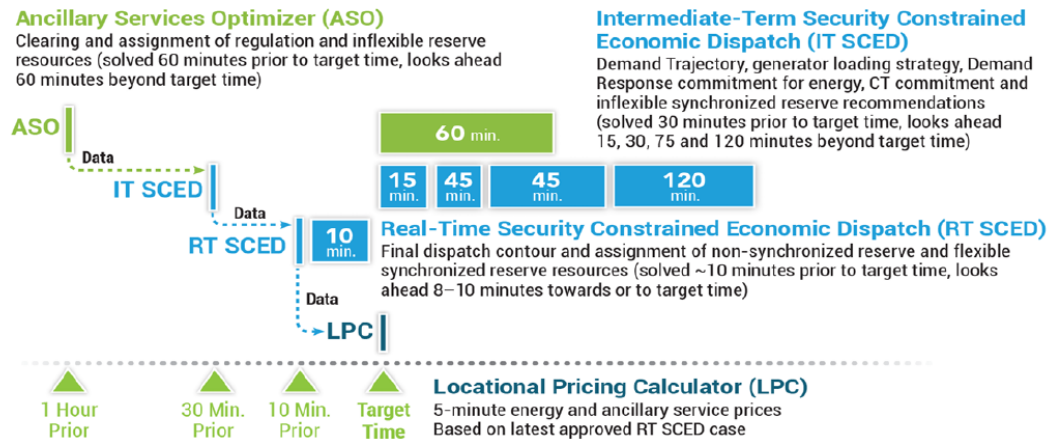 Ancillary Services Optimizer (ASO)
Clearing and assignment of regulation and inflexible reserve
resources (solved 60 minutes prior to target time, looks ahead
60 minutes beyond target time)
Intermediate-Term Security Constrained
Economic Dispatch (IT SCED)
Demand Trajectory, generator loading strategy, Demand
Response commitment for energy, CT commitment and
inflexible synchronized reserve recommendations
(solved 30 minutes prior to target time, looks ahead
15, 30, 75 and 120 minutes beyond target time)
ASO
60 min.
Data
IT SCED
15
min.
45
min.
45
min.
120
min.
Data
RT SCED
10
min.
Real-Time Security Constrained Economic Dispatch (RT SCED)
Final dispatch contour and assignment of non-synchronized reserve and flexible
synchronized reserve resources (solved ~10 minutes prior to target time, looks
ahead 8–10 minutes towards or to target time)
Data
LPC
1 Hour
Prior
30 Min.
Prior
10 Min.
Prior
Target
Time
Locational Pricing Calculator (LPC)
5-minute energy and ancillary service prices
Based on latest approved RT SCED case